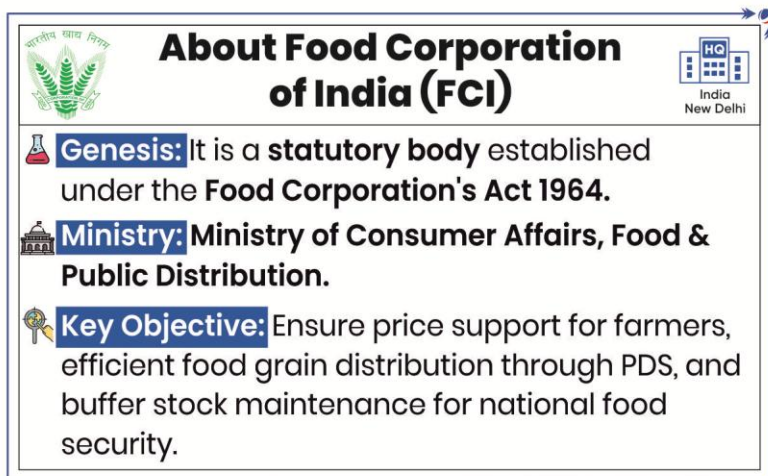 भारतीय खाद्य निगम
About Food Corporation
of India (FCI)
HQ
India
New Delhi
Genesis: It is a statutory body established
under the Food Corporation's Act 1964.
Ministry: Ministry of Consumer Affairs, Food &
Public Distribution.
Key Objective: Ensure price support for farmers,
efficient food grain distribution through PDS, and
buffer stock maintenance for national food
security.